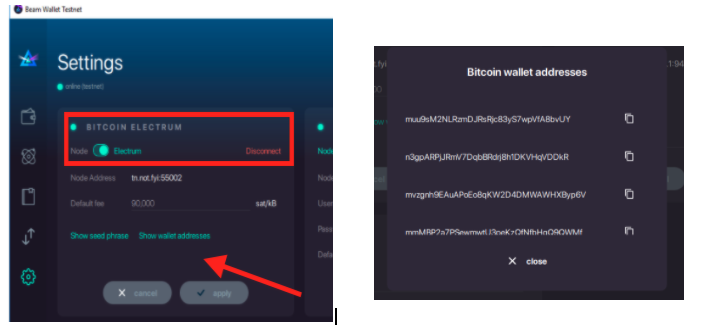 Beam Wallet Testnet
Settings
online (testnet)
BITCOIN ELECTRUM
Node Electrum Disconnect
Node Address tn.not.fyi:55002
Default fee 90,000 sat/kB
Show seed phrase Show wallet addresses
cancel apply
Node
Node
User
Pass
Defa
Bitcoin wallet addresses
muu9sM2NLRzmDJRsRjc83yS7wpVfA8bvUY
n3gpARPjJRmV7DqbBRdrj8h1DKVHqVDDkR
mvzgnh9EAuAPoEo8qKW2D4DMWAWHXByp6V
close